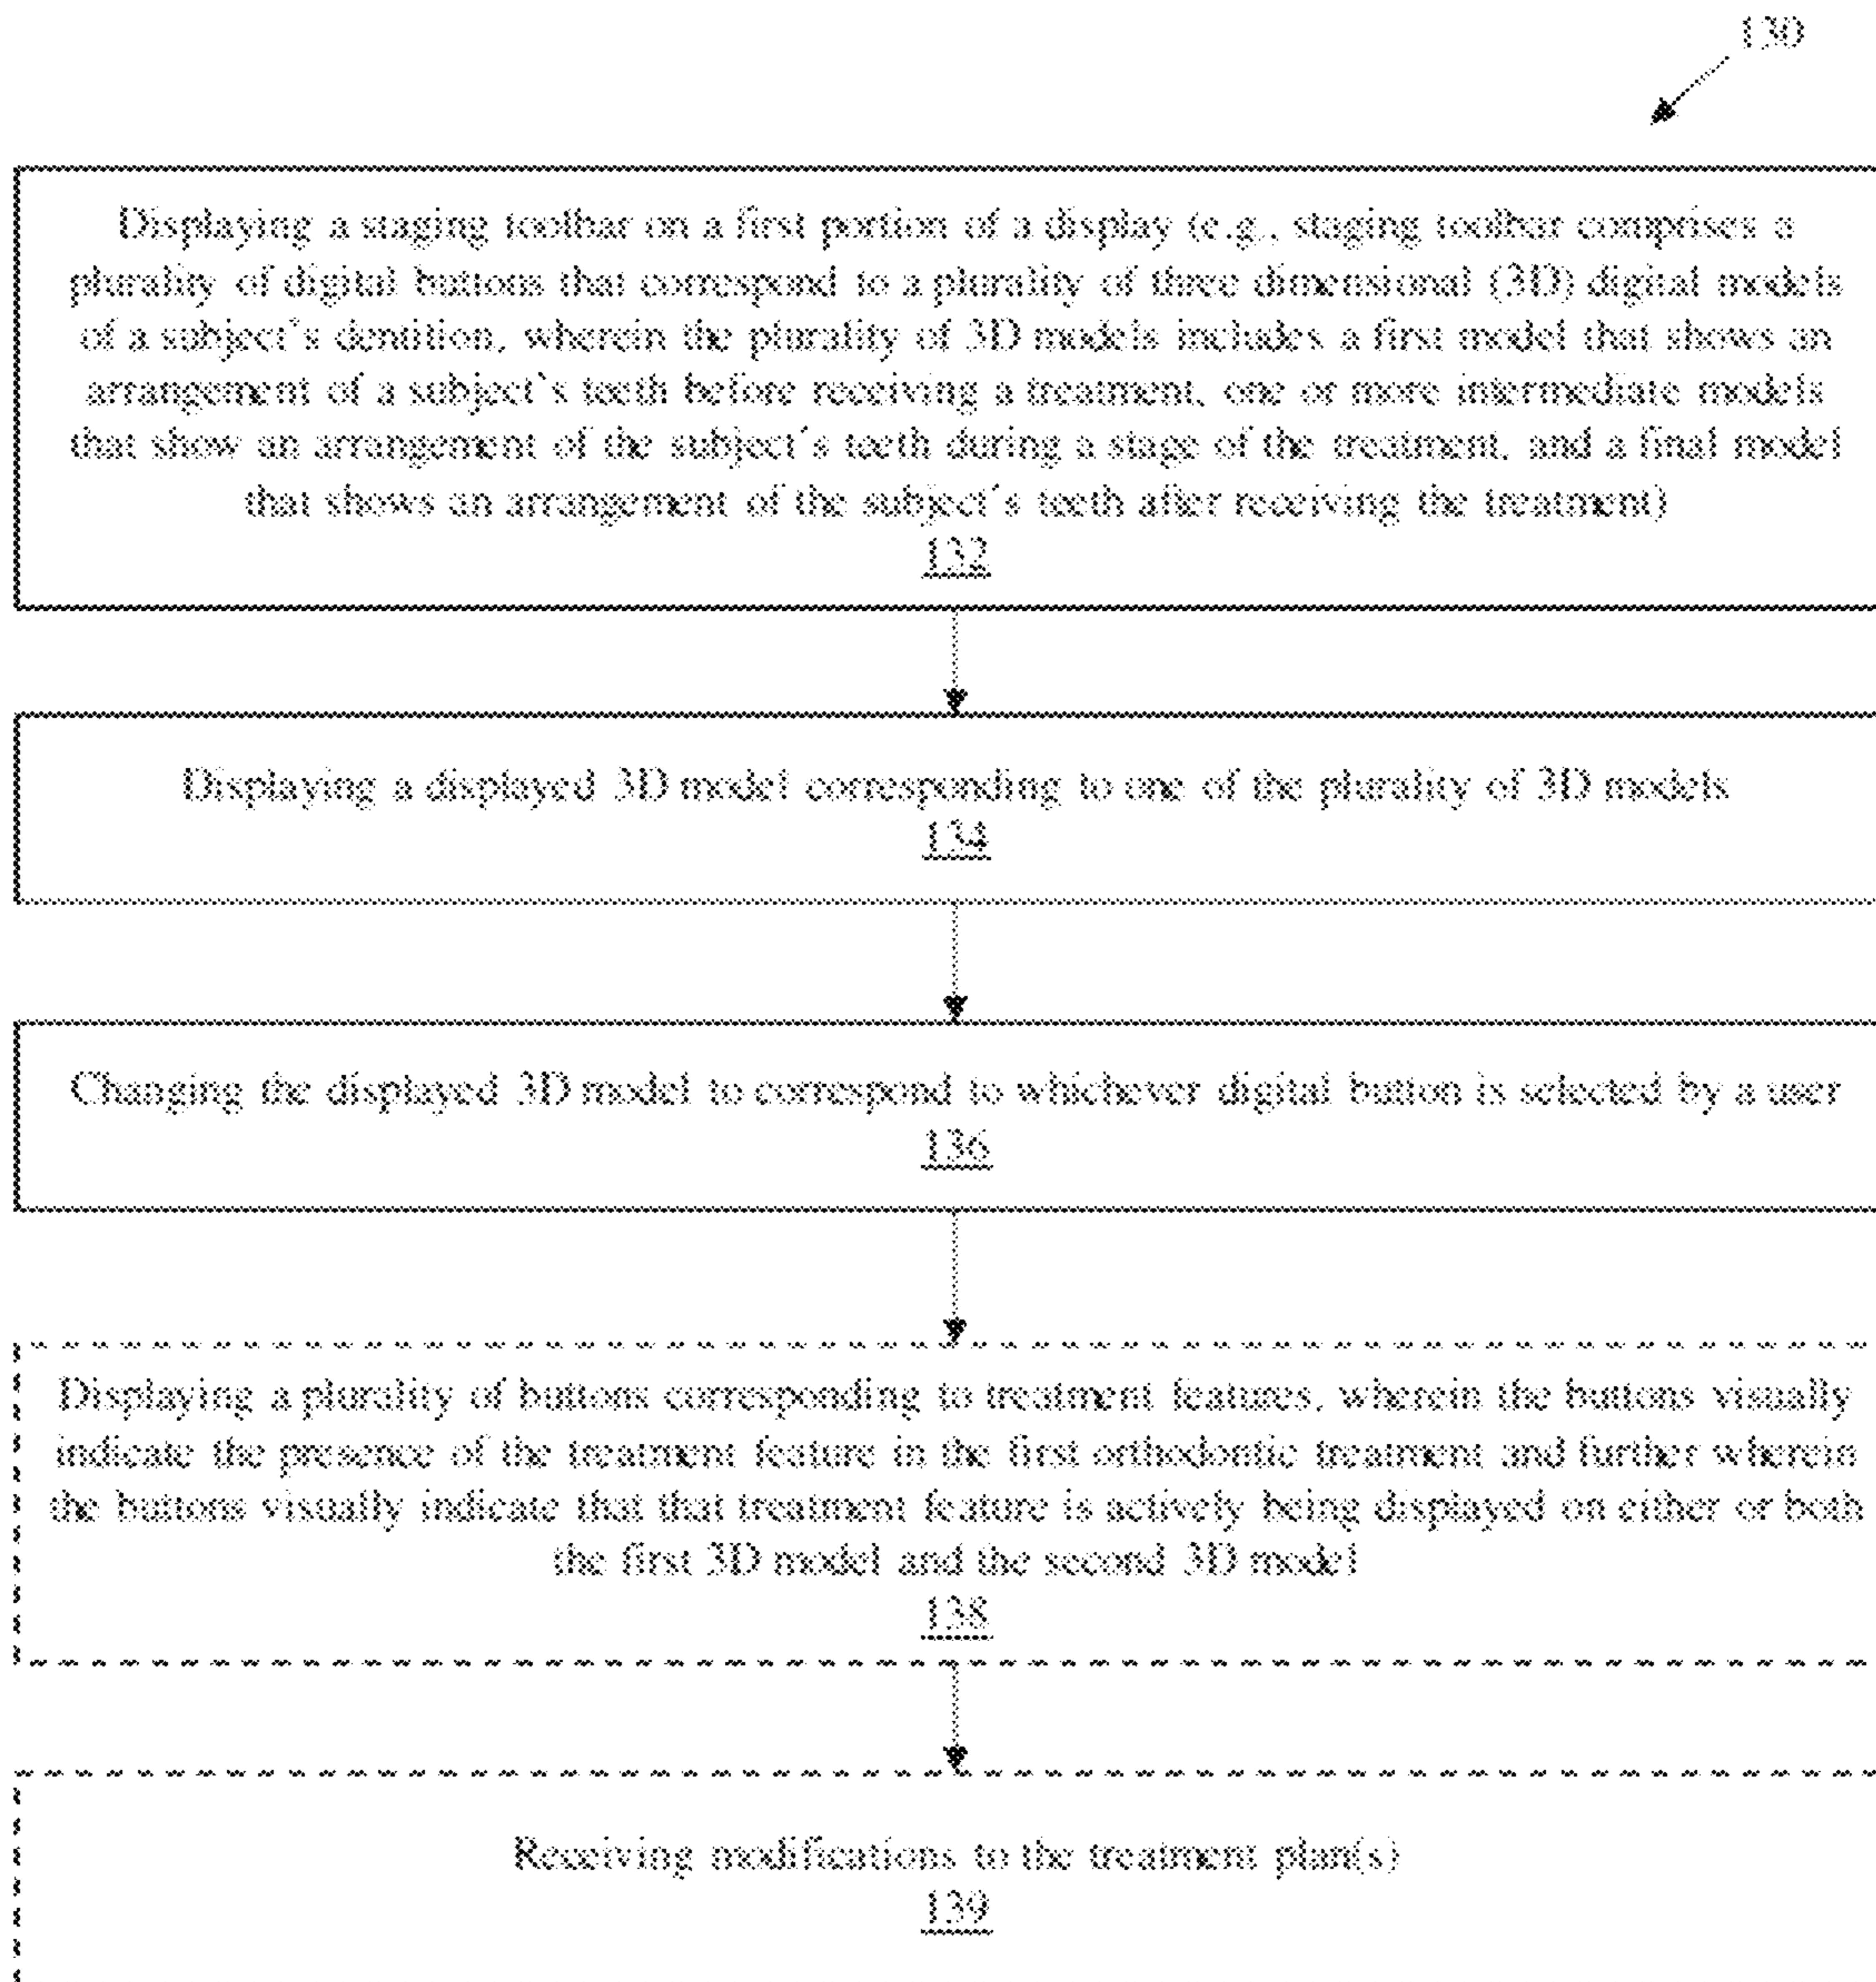 130
Displaying a staging toolbar on a first portion of a display (e.g., staging toolbar comprises a
plurality of digital buttons that correspond to a plurality of three dimensional (3D) digital models
of a subject's dentition, wherein the plurality of 3D models includes a first model that shows an
arrangement of a subject's teeth before receiving a treatment, one or more intermediate models
that show an arrangement of the subject's teeth during a stage of the treatment, and a final model
that shows an arrangement of the subject's teeth after receiving the treatment)
132
Displaying a displayed 3D model corresponding to one of the plurality of 3D models
134
Changing the displayed 3D model to correspond to whichever digital button is selected by a user
136
Displaying a plurality of buttons corresponding to treatment features, wherein the buttons visually
indicate the presence of the treatment feature in the first orthodontic treatment and further wherein
the buttons visually indicate that that treatment feature is actively being displayed on either or both
the first 3D model and the second 3D model
138
Receiving modifications to the treatment plan(s)
139